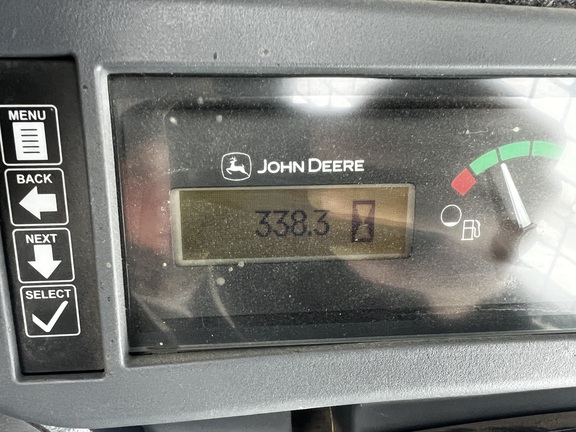 MENU
BACK
NEXT
SELECT
JOHN DEERE
338.3